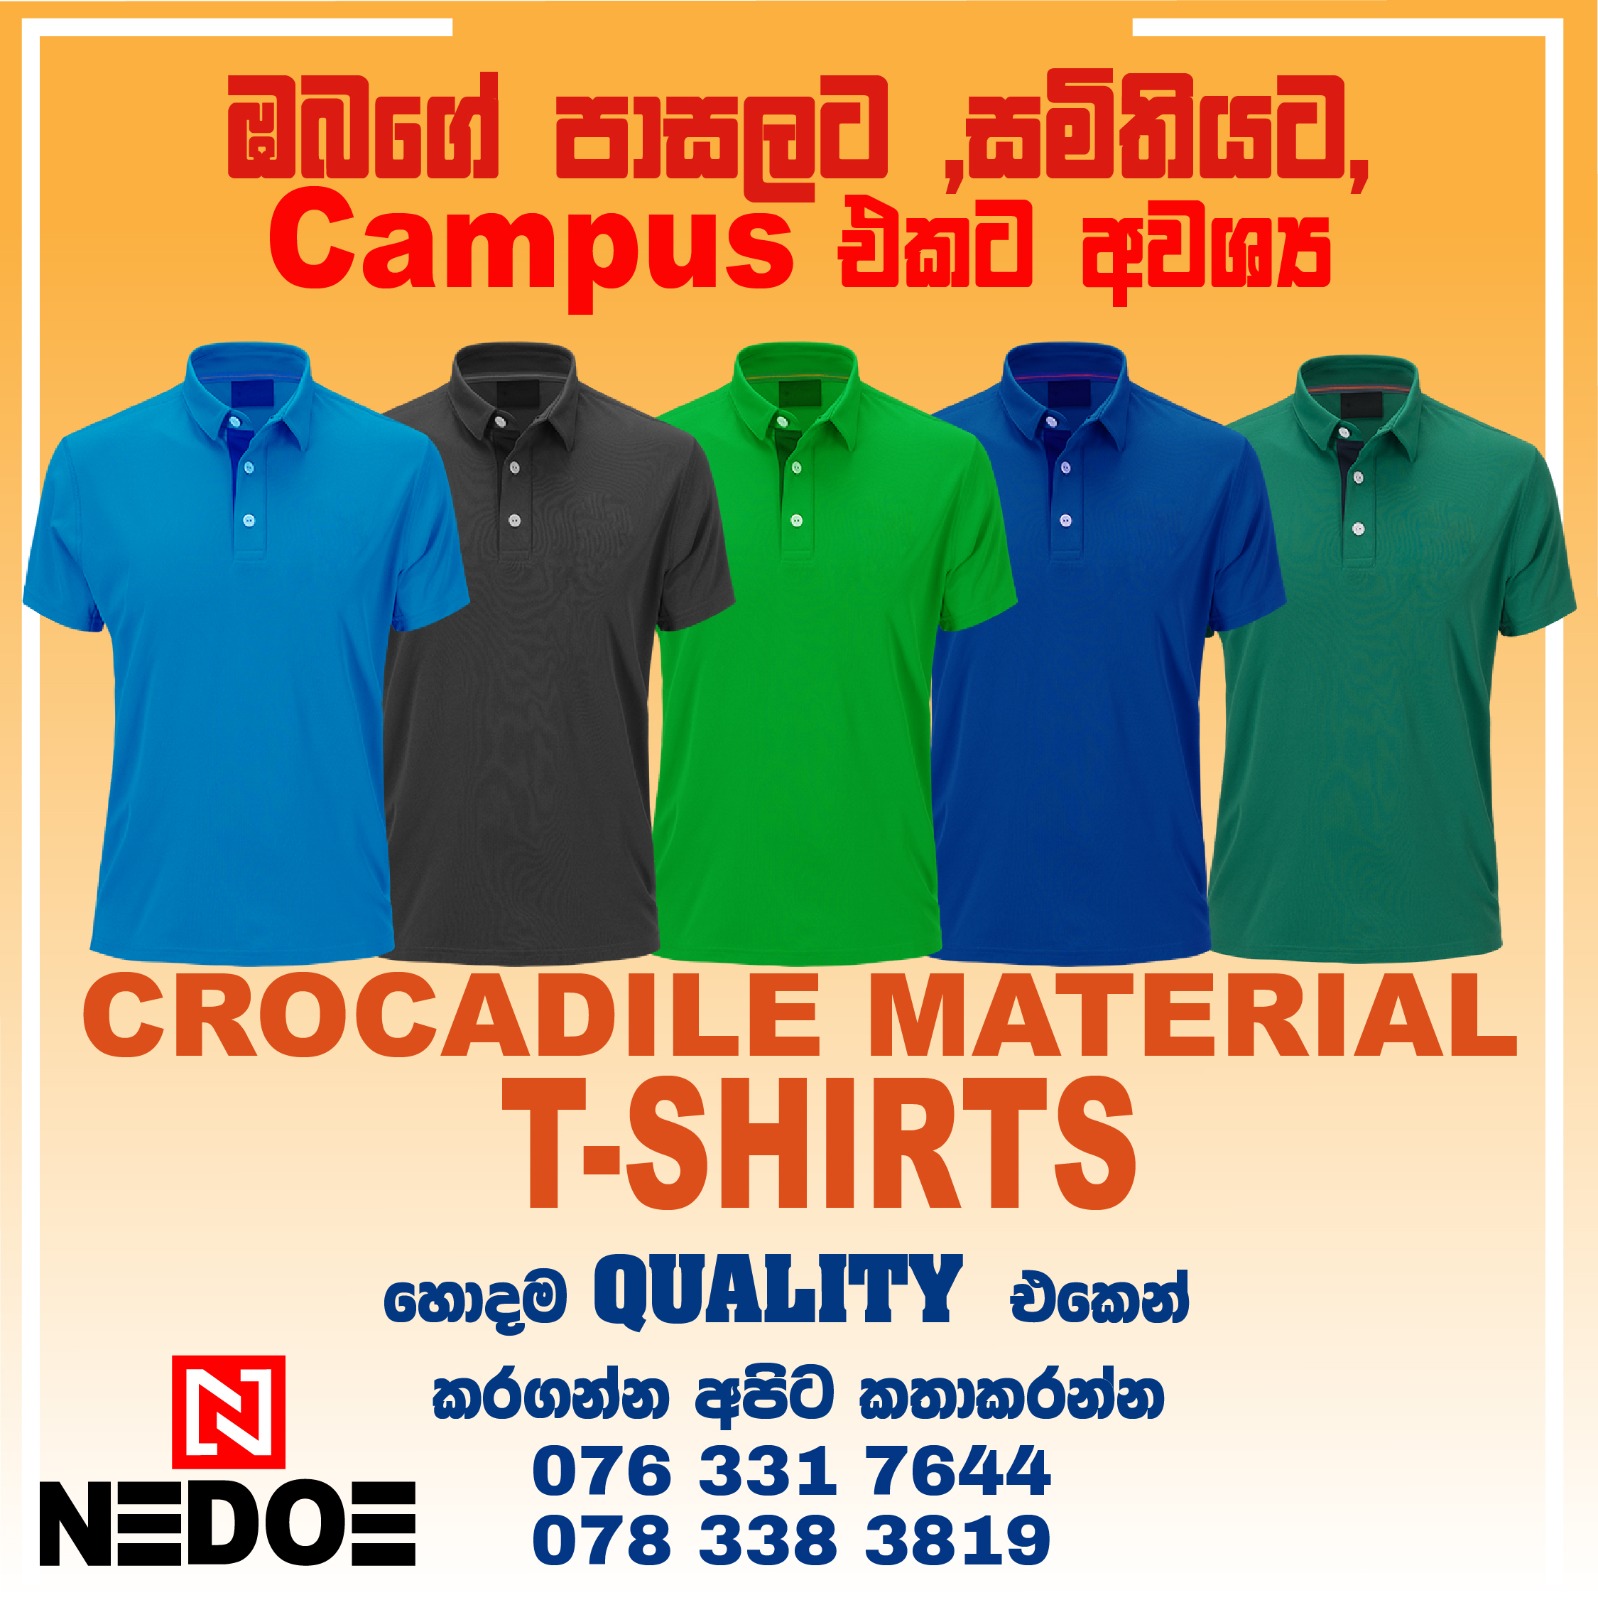 ඔබගේ පාසලට ,සමිතියට,
Campus එකට අවශ්‍ය
CROCADILE MATERIAL
T-SHIRTS
හොදම QUALITY එකෙන්
කරගන්න අපිට කතාකරන්න
076 331 7644
078 338 3819
N
NEDOE